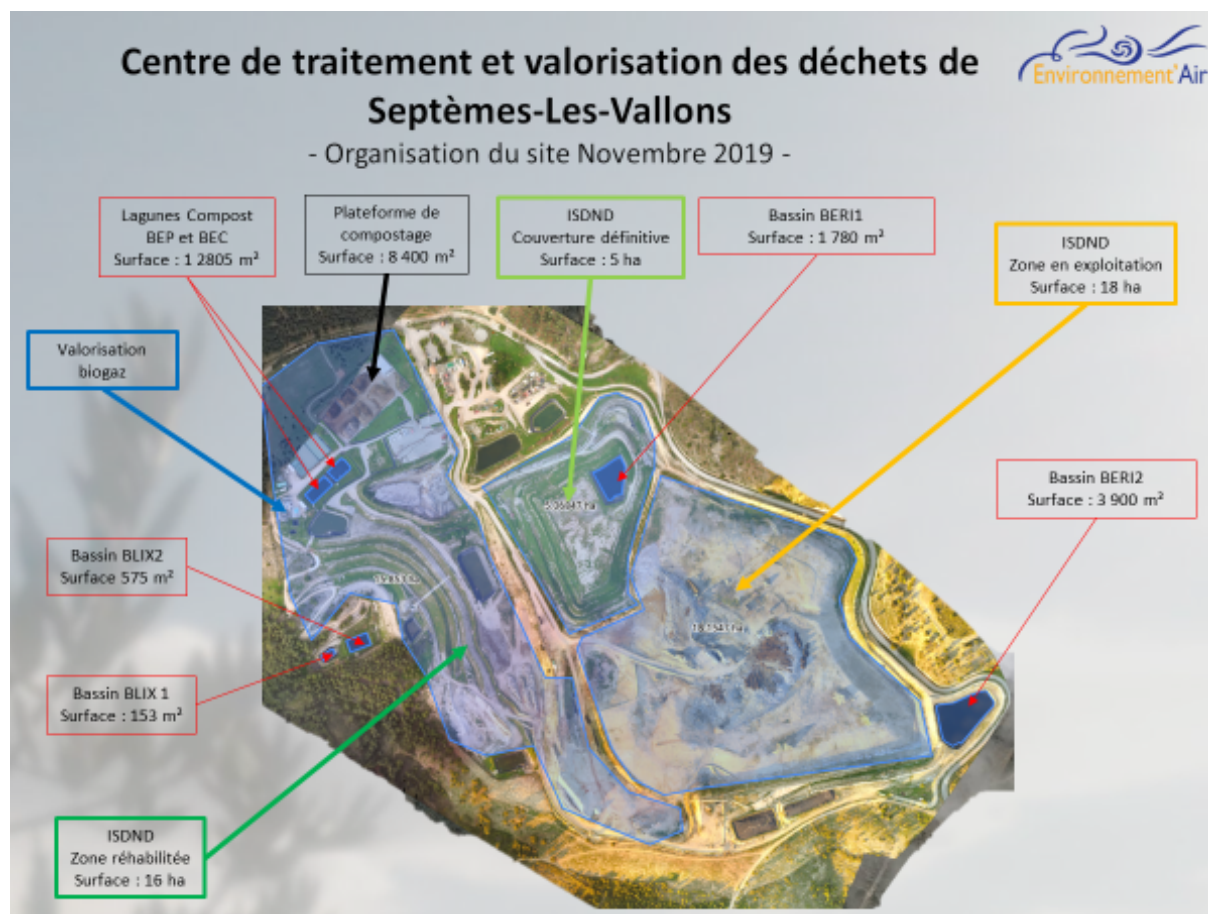 Centre de traitement et valorisation des déchets de
Septèmes-Les-Vallons
- Organisation du site Novembre 2019 -
Environnement'Air
Lagunes Compost
BEP et BEC
Surface : 1 2805 m²
Plateforme de
compostage
Surface : 8 400 m²
ISDND
Couverture définitive
Surface : 5 ha
Bassin BERI1
Surface : 1 780 m²
ISDND
Zone en exploitation
Surface : 18 ha
Valorisation
biogaz
Bassin BERI2
Surface : 3 900 m²
Bassin BLIX2
Surface 575 m²
Bassin BLIX 1
Surface : 153 m²
ISDND
Zone réhabilitée
Surface : 16 ha